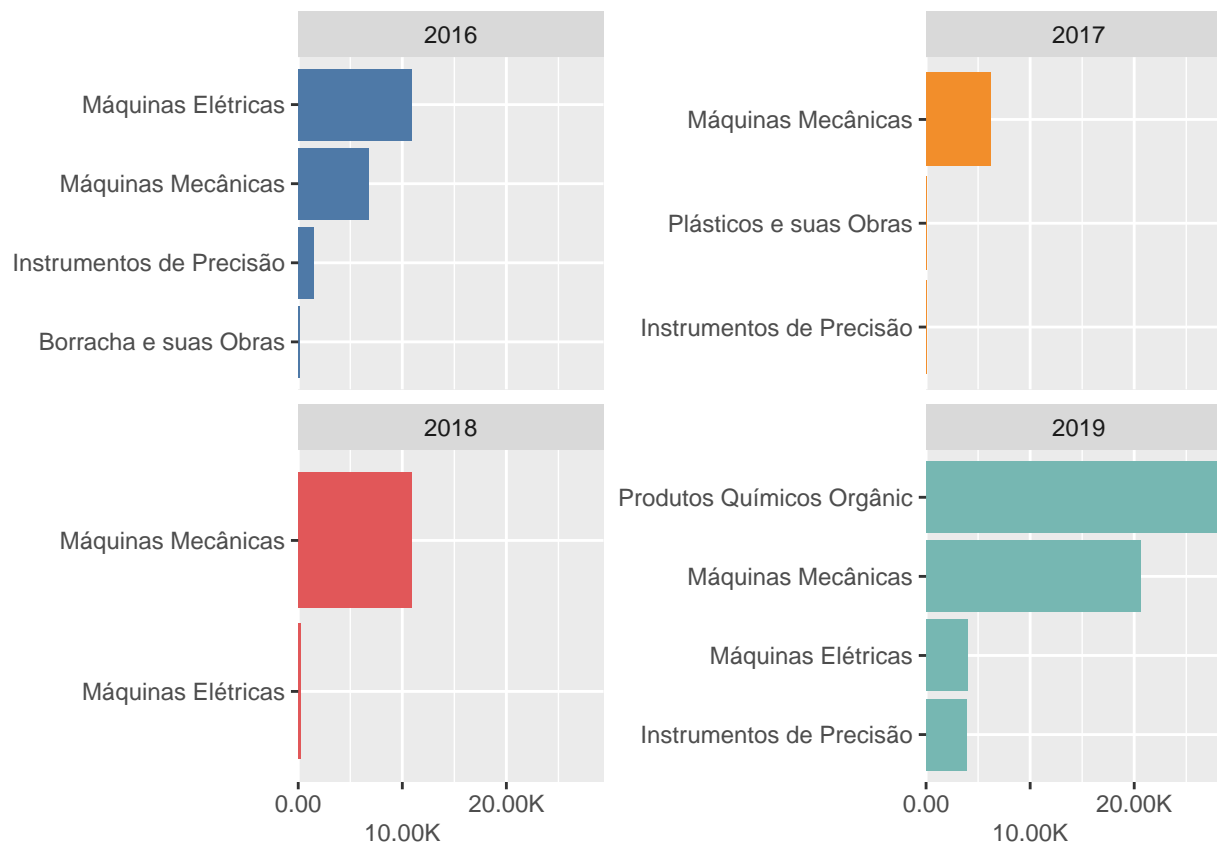 2016
Máquinas Elétricas
Máquinas Mecânicas
Instrumentos de Precisão
Borracha e suas Obras
2017
Máquinas Mecânicas
Plásticos e suas Obras
Instrumentos de Precisão
2018
Máquinas Mecânicas
Máquinas Elétricas
0.00
10.00K
20.00K
2019
Produtos Químicos Orgânic
Máquinas Mecânicas
Máquinas Elétricas
Instrumentos de Precisão
0.00
10.00K
20.00K